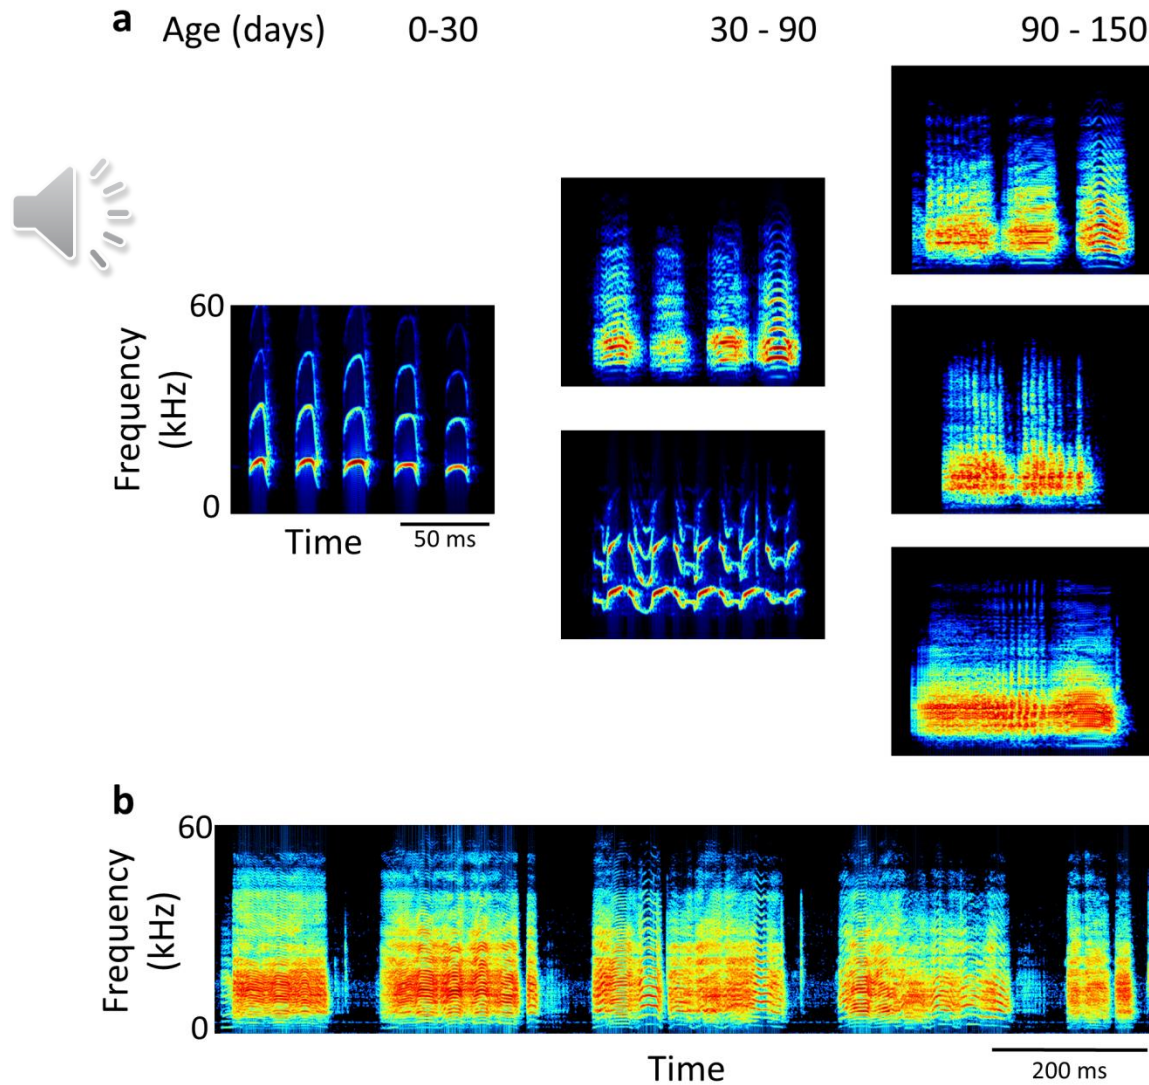 a Age (days) 0-30 30 - 90 90 - 150
60
Frequency
(kHz)
0
Time 50 ms
b
60
Frequency
(kHz)
0
Time 200 ms